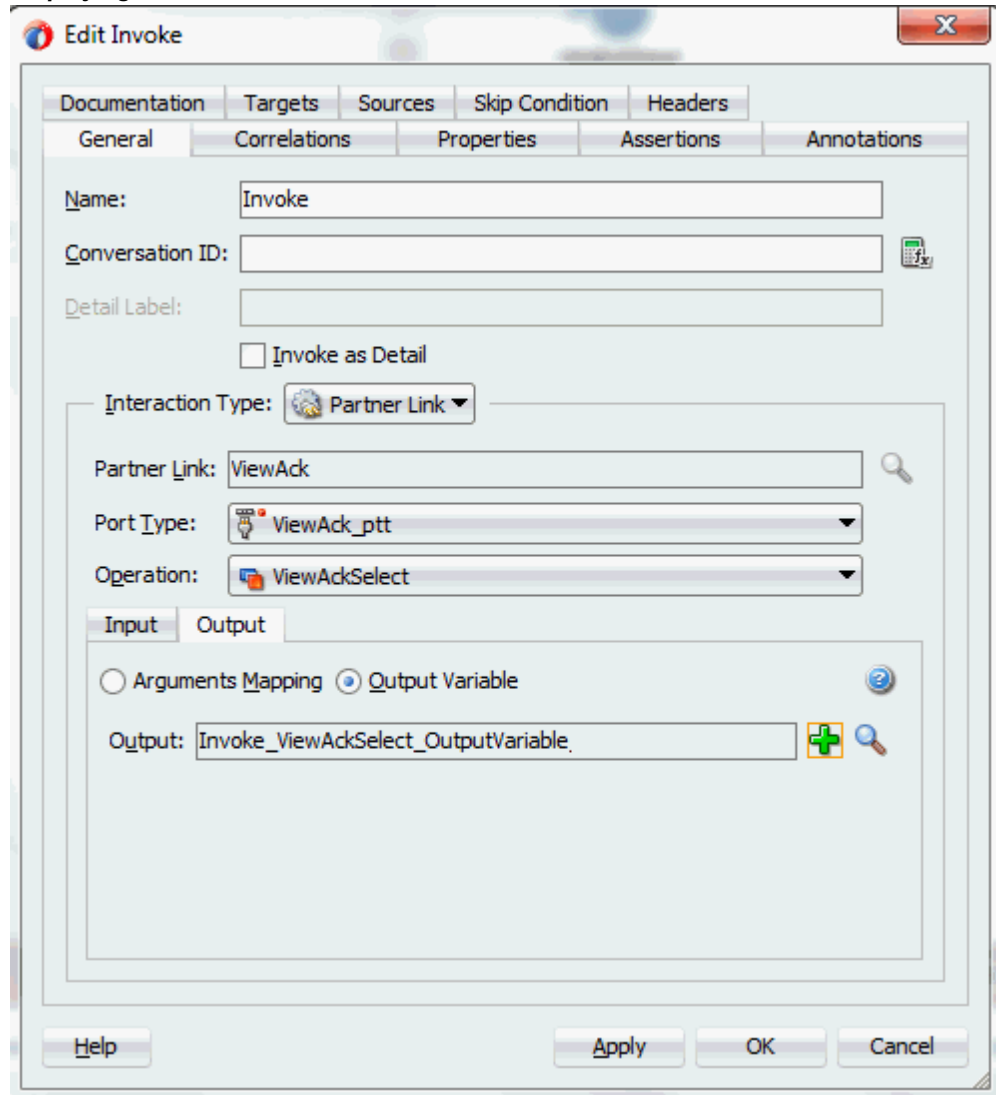 Edit Invoke
Documentation Targets Sources Skip Condition Headers
General Correlations Properties Assertions Annotations
Name: Invoke
Conversation ID:
Detail Label:
Invoke as Detail
Interaction Type: Partner Link
Partner Link: ViewAck
Port Type: ViewAck_ptt
Operation: ViewAckSelect
Input Output
Arguments Mapping Output Variable
Output: Invoke_ViewAckSelect_OutputVariable
Help Apply OK Cancel